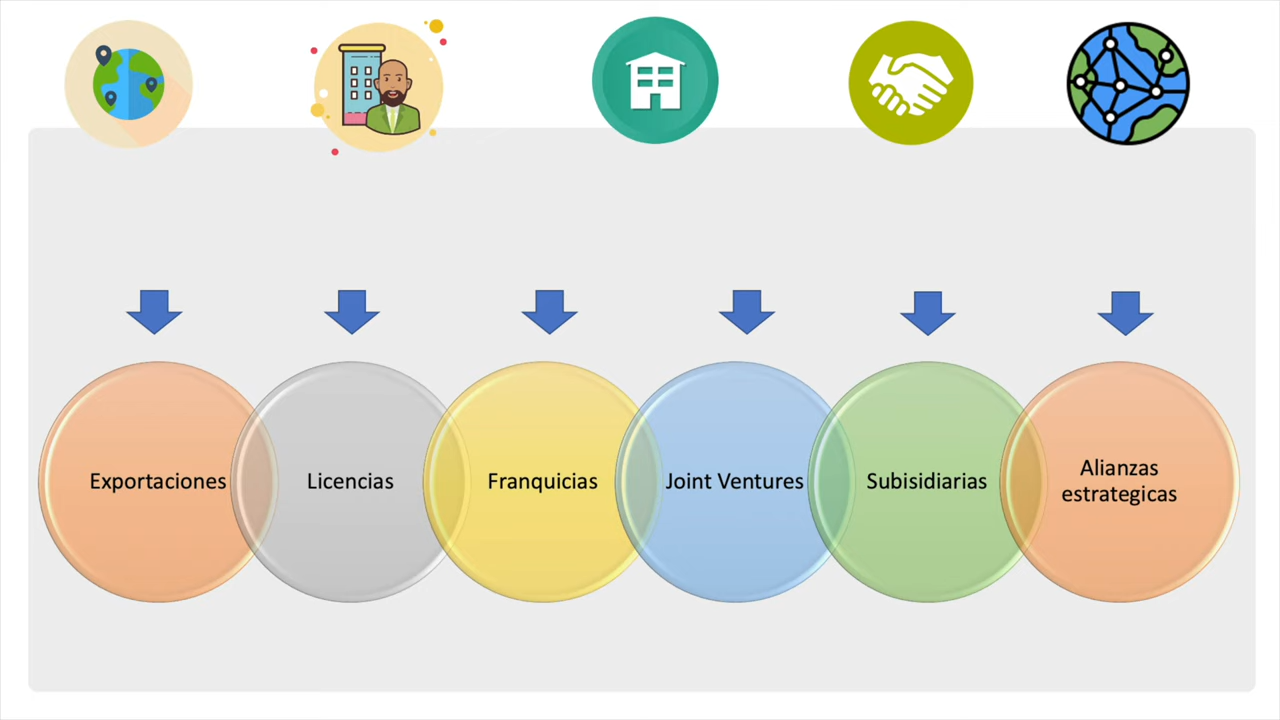 Exportaciones
Licencias
Franquicias
Joint Ventures
Subisidiarias
Alianzas
estrategicas